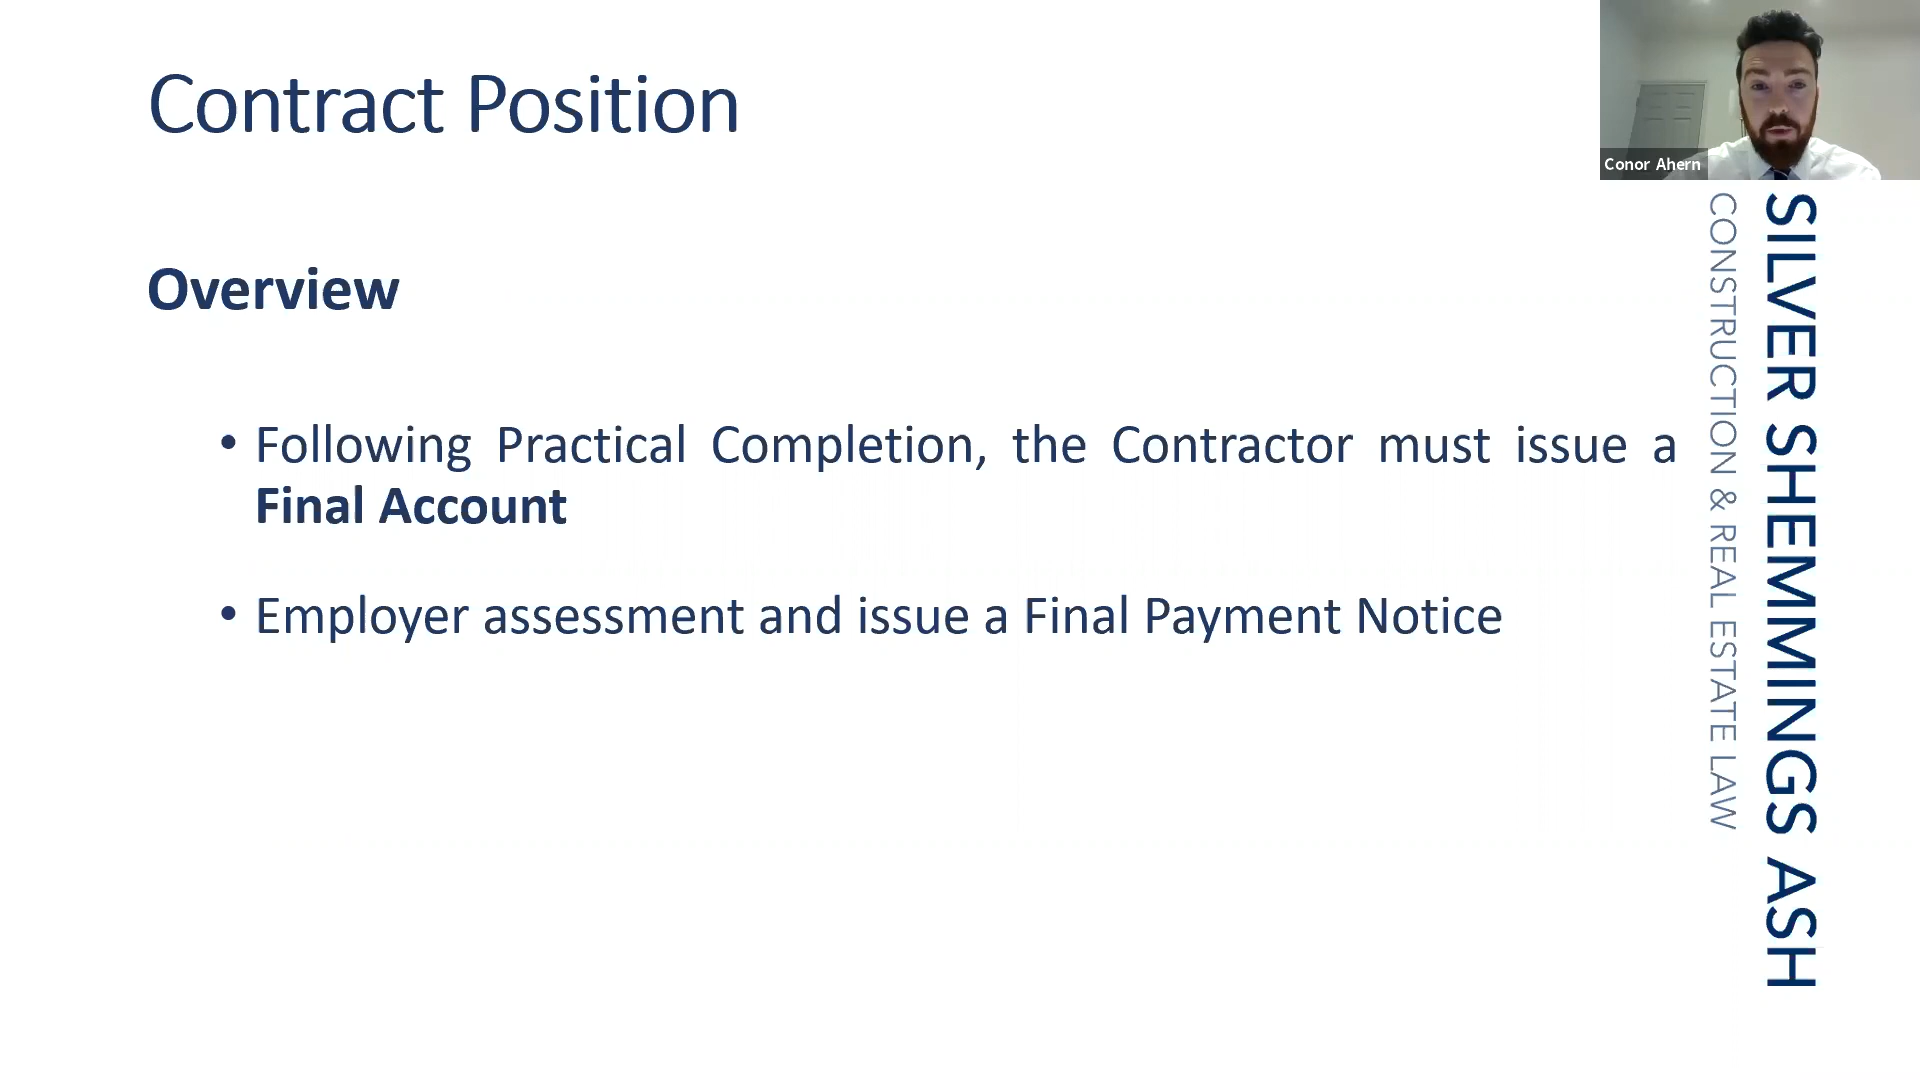 Contract Position
Conor Ahern
Overview
• Following Practical Completion, the Contractor must issue a
Final Account
• Employer assessment and issue a Final Payment Notice
SILVER SHEMMINGS ASH
CONSTRUCTION & REAL ESTATE LAW